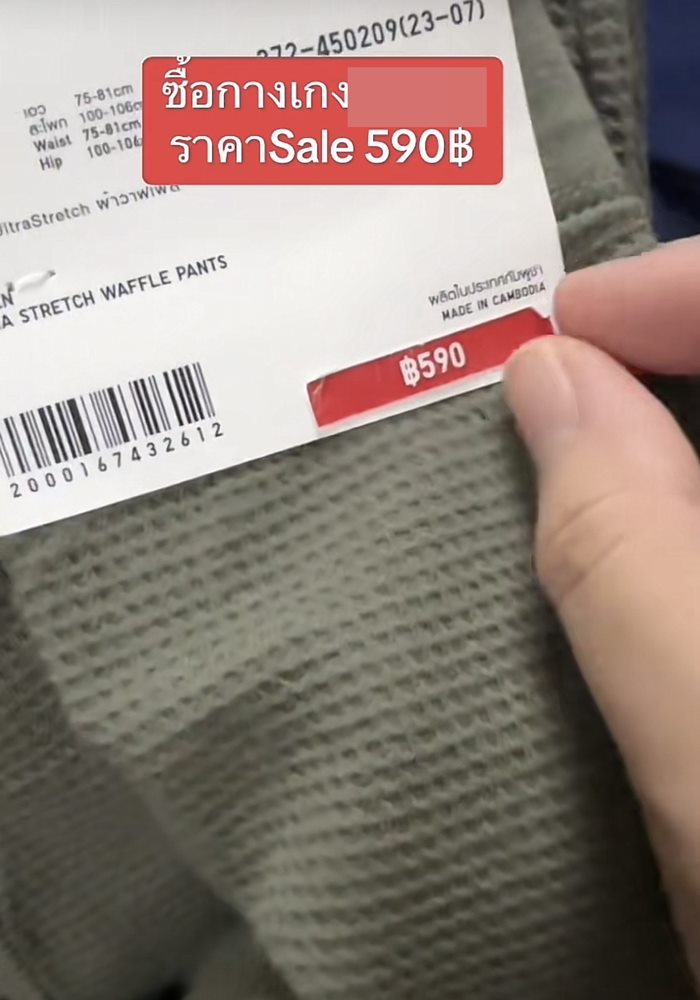 ซื้อกางเกง
ราคาSale 590฿
-450209(23-07)
เอว 75-81cm
สะโพก 100-106c
Waist 75-81cm
Hip 100-106
UltraStretch ผ้าวาฟเฟิล
A STRETCH WAFFLE PANTS
ผลิตในประเทศกัมพูชา
MADE IN CAMBODIA
฿590
2000167432612